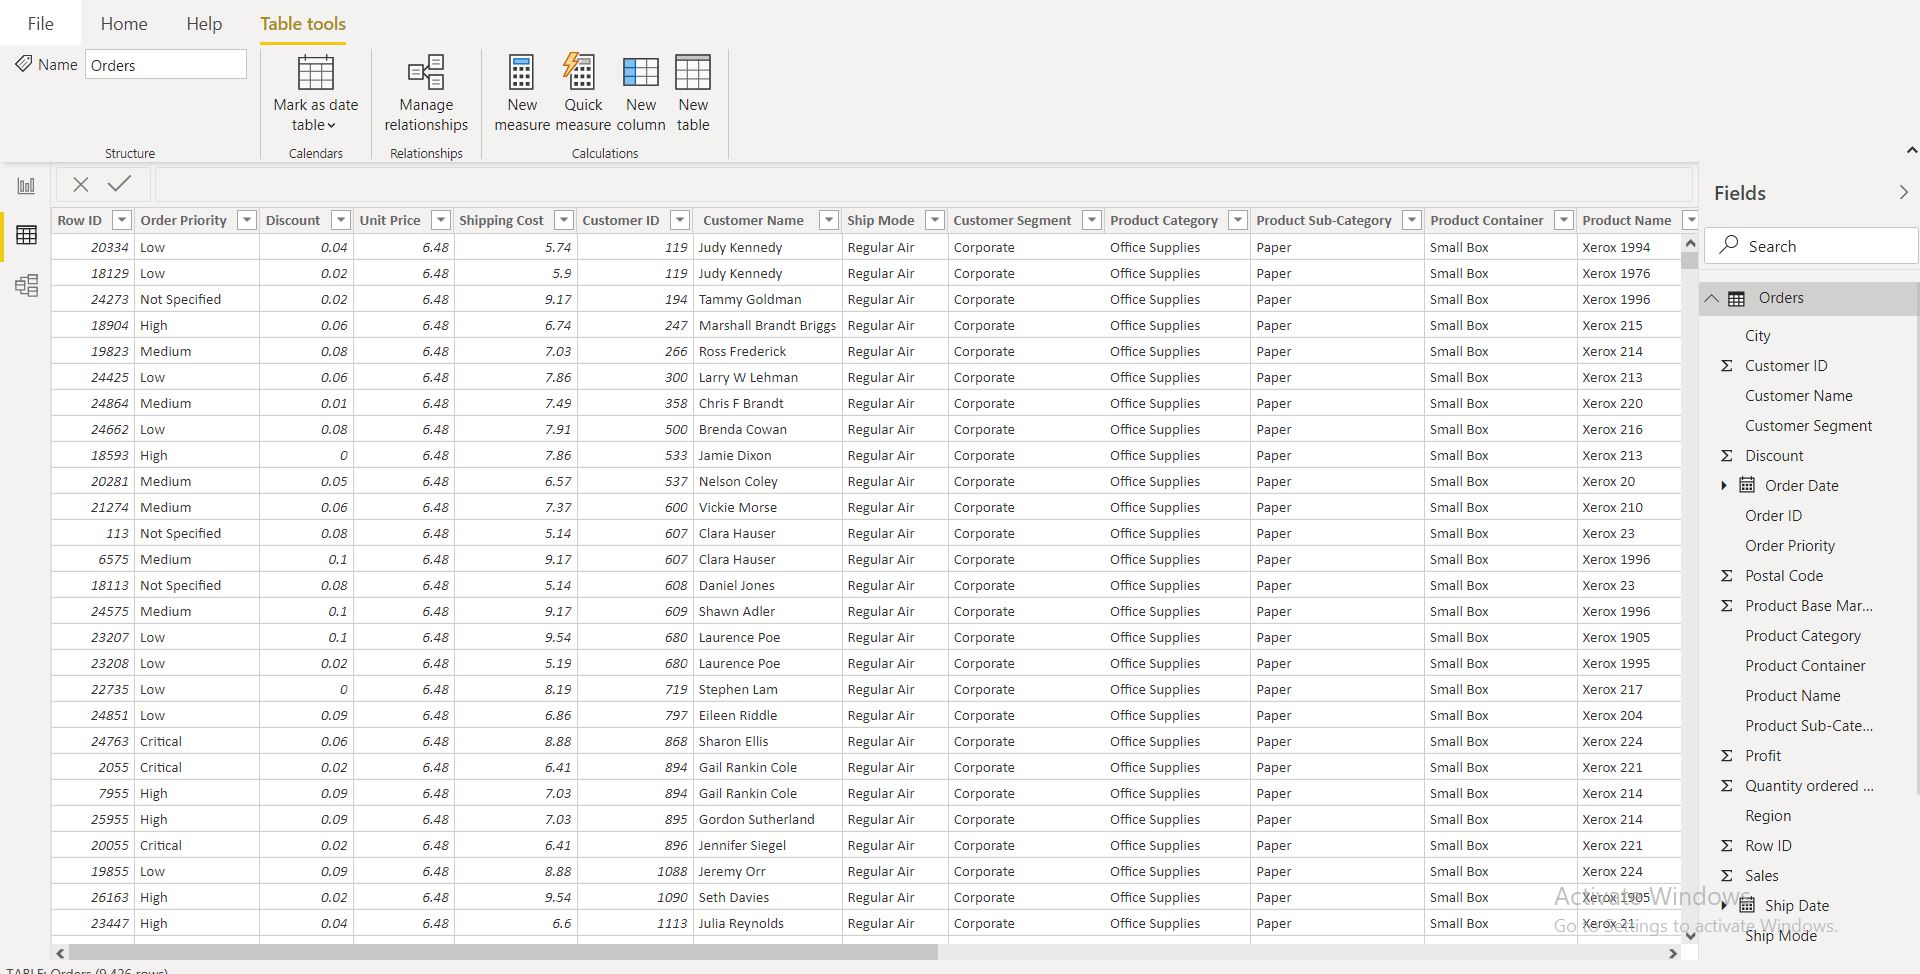 File Home Help Table tools
Name Orders
Mark as date table
Manage relationships
New measure
Quick measure
New column
New table
Structure Calendars Relationships Calculations
Row ID Order Priority Discount Unit Price Shipping Cost Customer ID Customer Name Ship Mode Customer Segment Product Category Product Sub-Category Product Container Product Name
20334 Low 0.04 6.48 5.74 119 Judy Kennedy Regular Air Corporate Office Supplies Paper Small Box Xerox 1994
18129 Low 0.02 6.48 5.9 119 Judy Kennedy Regular Air Corporate Office Supplies Paper Small Box Xerox 1976
24273 Not Specified 0.02 6.48 9.17 194 Tammy Goldman Regular Air Corporate Office Supplies Paper Small Box Xerox 1996
18904 High 0.06 6.48 6.74 247 Marshall Brandt Briggs Regular Air Corporate Office Supplies Paper Small Box Xerox 215
19823 Medium 0.08 6.48 7.03 266 Ross Frederick Regular Air Corporate Office Supplies Paper Small Box Xerox 214
24425 Low 0.06 6.48 7.86 300 Larry W Lehman Regular Air Corporate Office Supplies Paper Small Box Xerox 213
24864 Medium 0.01 6.48 7.49 358 Chris F Brandt Regular Air Corporate Office Supplies Paper Small Box Xerox 220
24662 Low 0.08 6.48 7.91 500 Brenda Cowan Regular Air Corporate Office Supplies Paper Small Box Xerox 216
18593 High 0 6.48 7.86 533 Jamie Dixon Regular Air Corporate Office Supplies Paper Small Box Xerox 213
20281 Medium 0.05 6.48 6.57 537 Nelson Coley Regular Air Corporate Office Supplies Paper Small Box Xerox 20
21274 Medium 0.06 6.48 7.37 600 Vickie Morse Regular Air Corporate Office Supplies Paper Small Box Xerox 210
113 Not Specified 0.08 6.48 5.14 607 Clara Hauser Regular Air Corporate Office Supplies Paper Small Box Xerox 23
6575 Medium 0.1 6.48 9.17 607 Clara Hauser Regular Air Corporate Office Supplies Paper Small Box Xerox 1996
18113 Not Specified 0.08 6.48 5.14 608 Daniel Jones Regular Air Corporate Office Supplies Paper Small Box Xerox 23
24575 Medium 0.1 6.48 9.17 609 Shawn Adler Regular Air Corporate Office Supplies Paper Small Box Xerox 1996
23207 Low 0.1 6.48 9.54 680 Laurence Poe Regular Air Corporate Office Supplies Paper Small Box Xerox 1905
23208 Low 0.02 6.48 5.19 680 Laurence Poe Regular Air Corporate Office Supplies Paper Small Box Xerox 1995
22735 Low 0 6.48 8.19 719 Stephen Lam Regular Air Corporate Office Supplies Paper Small Box Xerox 217
24851 Low 0.09 6.48 6.86 797 Eileen Riddle Regular Air Corporate Office Supplies Paper Small Box Xerox 204
24763 Critical 0.06 6.48 8.88 868 Sharon Ellis Regular Air Corporate Office Supplies Paper Small Box Xerox 224
2055 Critical 0.02 6.48 6.41 894 Gail Rankin Cole Regular Air Corporate Office Supplies Paper Small Box Xerox 221
7955 High 0.09 6.48 7.03 894 Gail Rankin Cole Regular Air Corporate Office Supplies Paper Small Box Xerox 214
25955 High 0.09 6.48 7.03 895 Gordon Sutherland Regular Air Corporate Office Supplies Paper Small Box Xerox 214
20055 Critical 0.02 6.48 6.41 896 Jennifer Siegel Regular Air Corporate Office Supplies Paper Small Box Xerox 221
19855 Low 0.09 6.48 8.88 1088 Jeremy Orr Regular Air Corporate Office Supplies Paper Small Box Xerox 224
26163 High 0.02 6.48 9.54 1090 Seth Davies Regular Air Corporate Office Supplies Paper Small Box Xerox 1905
23447 High 0.04 6.48 6.6 1113 Julia Reynolds Regular Air Corporate Office Supplies Paper Small Box Xerox 21
TABLE: Orders (9,426 rows)
Fields
Search
Orders
City
Σ Customer ID
Customer Name
Customer Segment
Σ Discount
Order Date
Order ID
Order Priority
Σ Postal Code
Σ Product Base Mar...
Product Category
Product Container
Product Name
Product Sub-Cate...
Σ Profit
Σ Quantity ordered ...
Region
Σ Row ID
Σ Sales
Ship Date
Ship Mode
Activate Windows
Go to Settings to activate Windows.